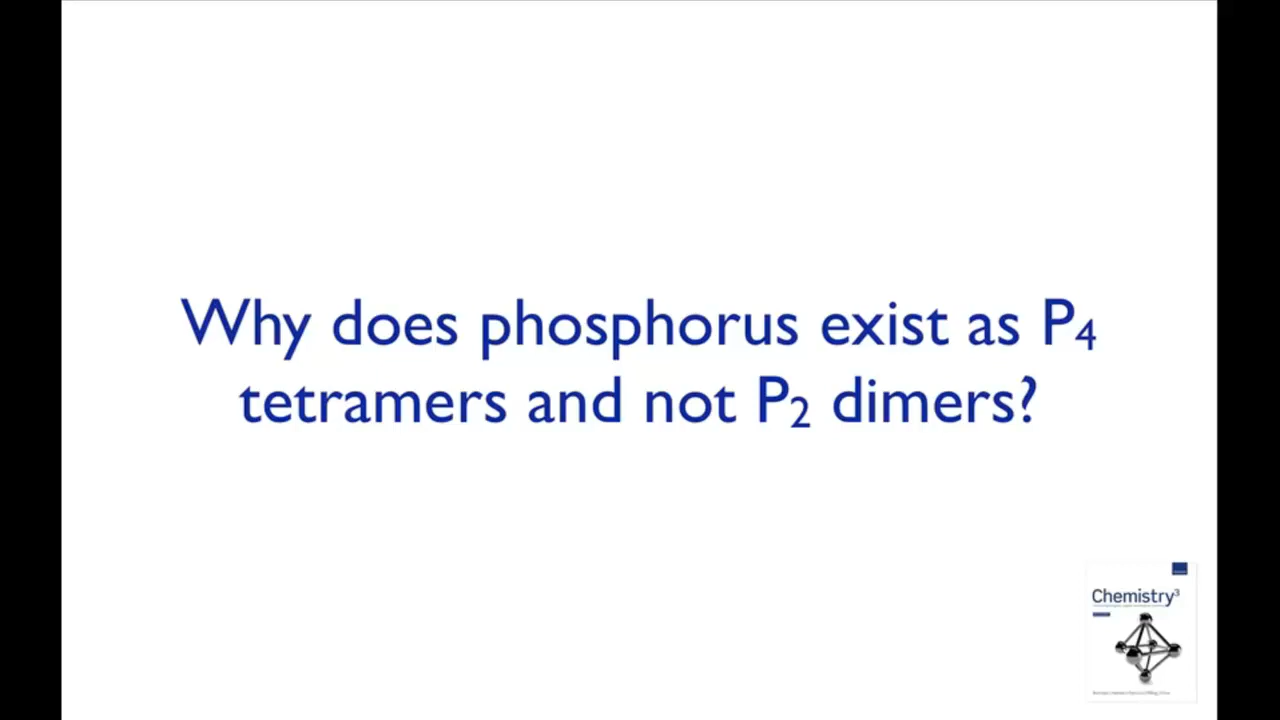 Why does phosphorus exist as P₄
tetramers and not P₂ dimers?
Chemistry³